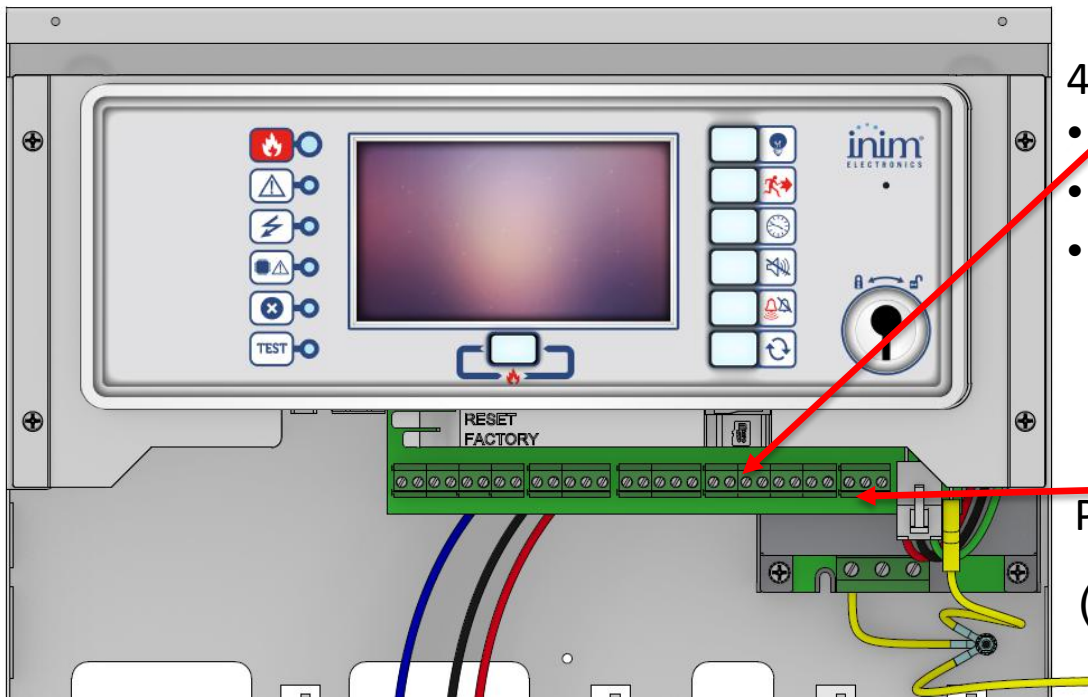 4
inim
ELECTRONICS
TEST
RESET
FACTORY
P
(